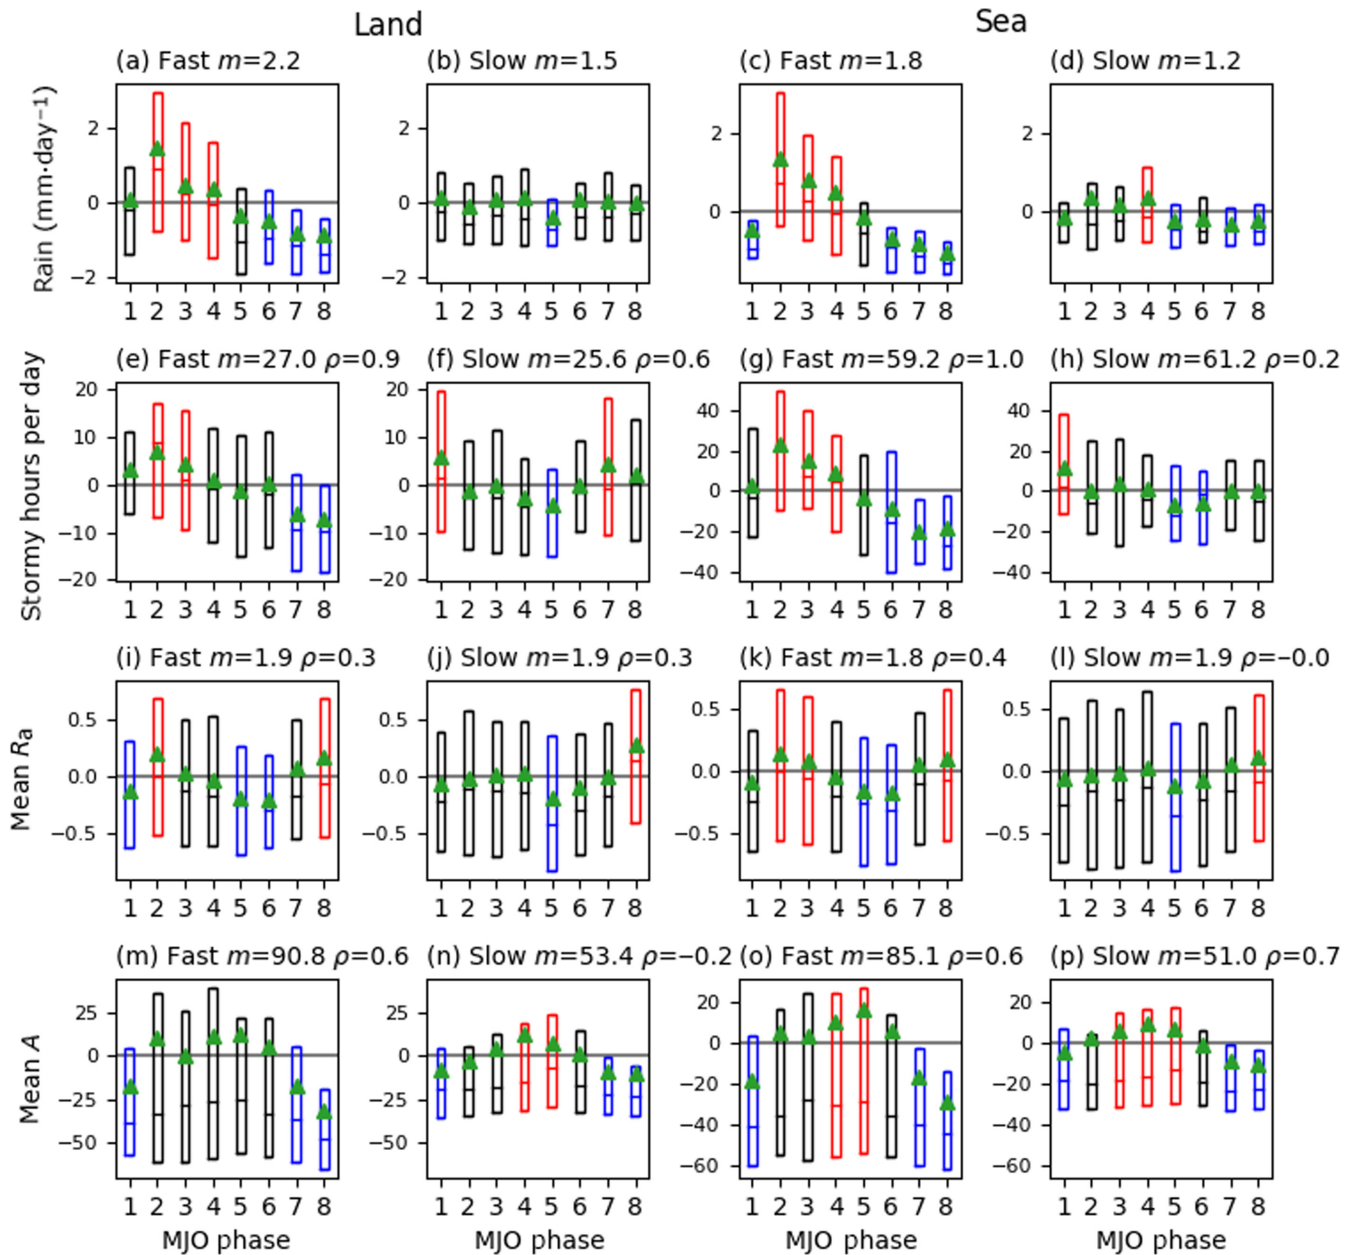 Land Sea
(a) Fast m=2.2 (b) Slow m=1.5 (c) Fast m=1.8 (d) Slow m=1.2
Rain (mm·day⁻¹)
2 0 −2
2 0 −2
2 0
2 0
1 2 3 4 5 6 7 8 1 2 3 4 5 6 7 8 1 2 3 4 5 6 7 8 1 2 3 4 5 6 7 8
(e) Fast m=27.0 ρ=0.9 (f) Slow m=25.6 ρ=0.6 (g) Fast m=59.2 ρ=1.0 (h) Slow m=61.2 ρ=0.2
Stormy hours per day
20 10 0 −10 −20
20 10 0 −10 −20
40 20 0 −20 −40
40 20 0 −20 −40
1 2 3 4 5 6 7 8 1 2 3 4 5 6 7 8 1 2 3 4 5 6 7 8 1 2 3 4 5 6 7 8
(i) Fast m=1.9 ρ=0.3 (j) Slow m=1.9 ρ=0.3 (k) Fast m=1.8 ρ=0.4 (l) Slow m=1.9 ρ=−0.0
Mean Ra
0.5 0.0 −0.5
0.5 0.0 −0.5
0.5 0.0 −0.5
0.5 0.0 −0.5
1 2 3 4 5 6 7 8 1 2 3 4 5 6 7 8 1 2 3 4 5 6 7 8 1 2 3 4 5 6 7 8
(m) Fast m=90.8 ρ=0.6 (n) Slow m=53.4 ρ=−0.2 (o) Fast m=85.1 ρ=0.6 (p) Slow m=51.0 ρ=0.7
Mean A
25 0 −25 −50
25 0 −25 −50
20 0 −20 −40 −60
20 0 −20 −40 −60
1 2 3 4 5 6 7 8 1 2 3 4 5 6 7 8 1 2 3 4 5 6 7 8 1 2 3 4 5 6 7 8
MJO phase MJO phase MJO phase MJO phase